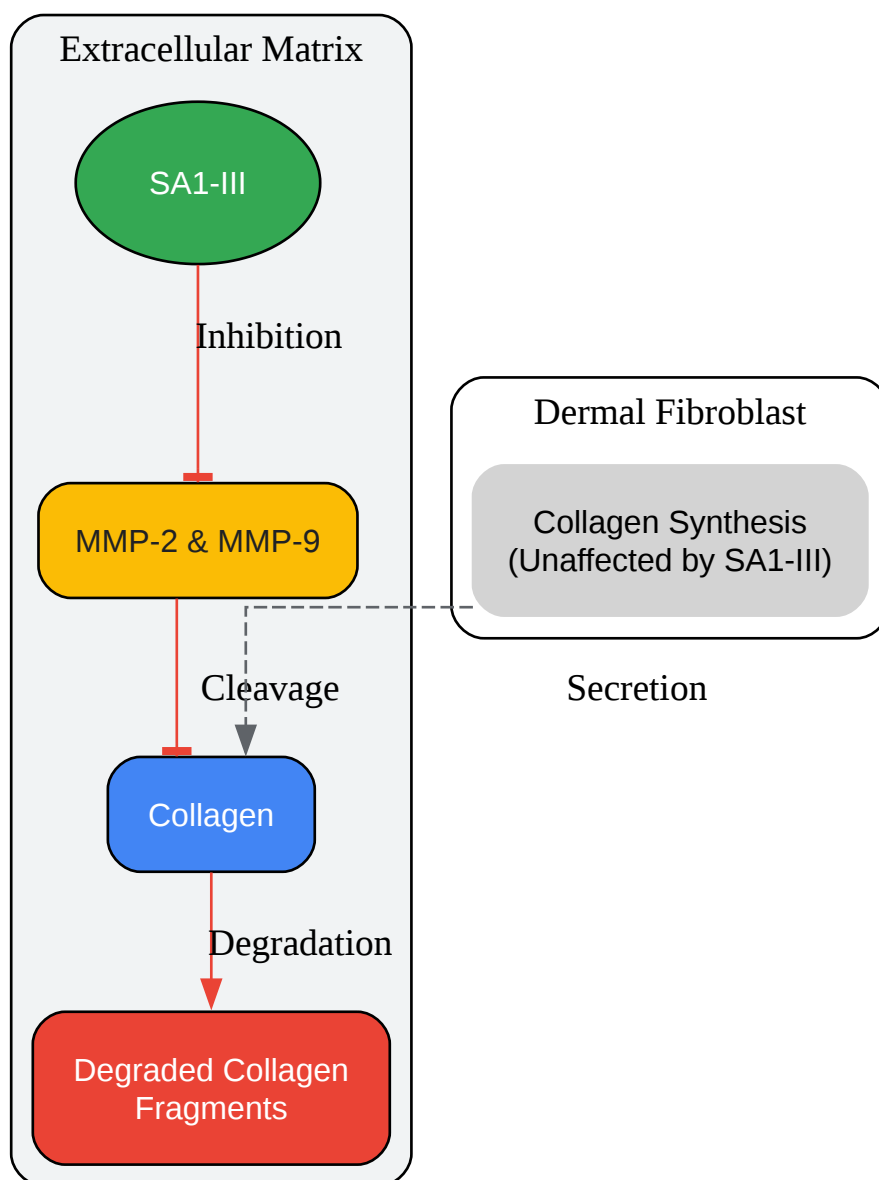 Extracellular Matrix
SA1-III
Inhibition
Dermal Fibroblast
Collagen Synthesis
(Unaffected by SA1-III)
MMP-2 & MMP-9
Cleavage
Secretion
Collagen
Degradation
Degraded Collagen
Fragments